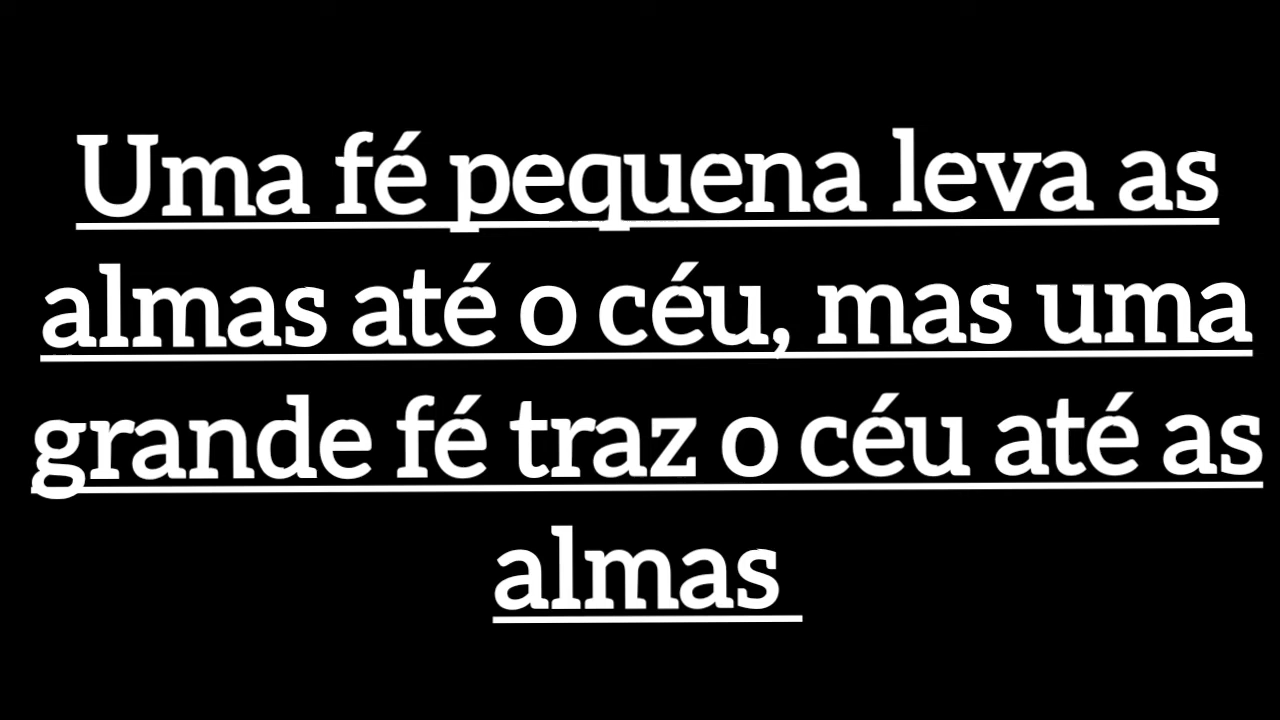 Uma fé pequena leva as
almas até o céu, mas uma
grande fé traz o céu até as
almas